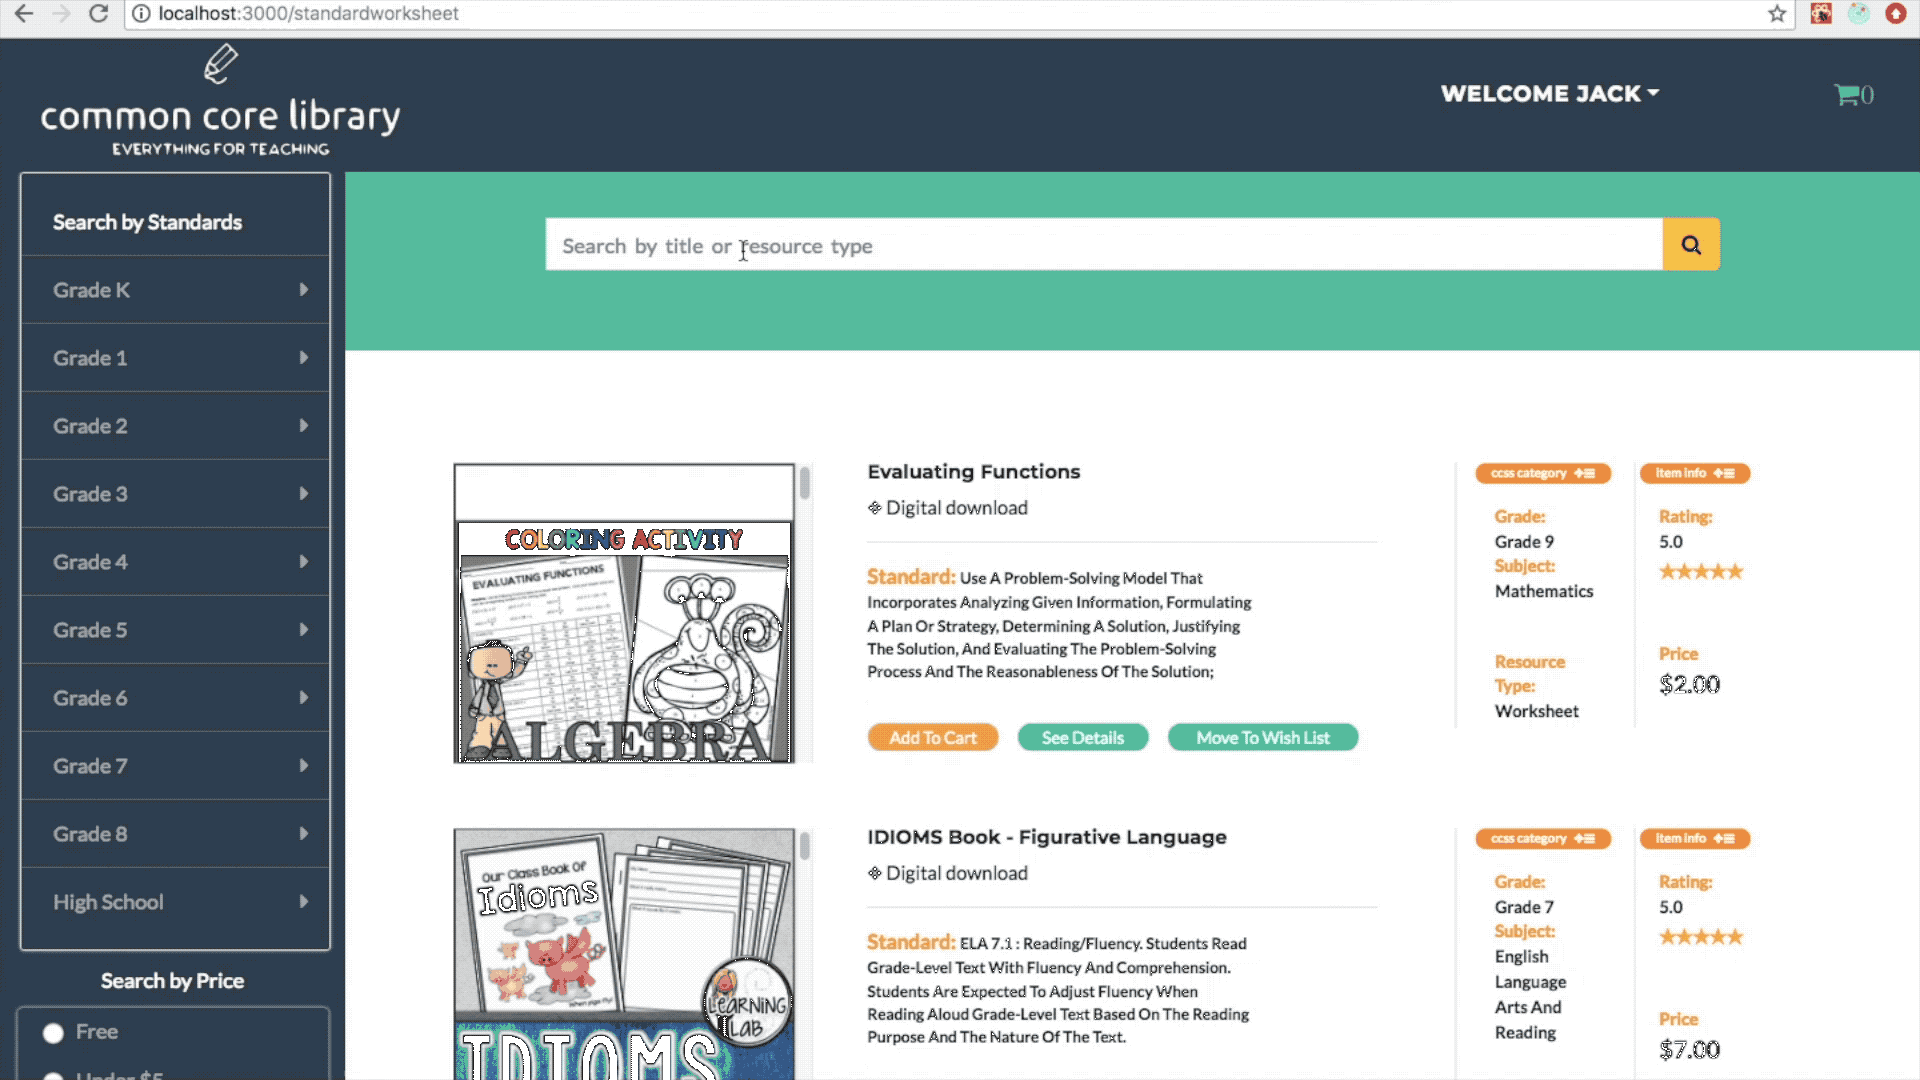 localhost:3000/standardworksheet
common core library
EVERYTHING FOR TEACHING
WELCOME JACK
0
Search by Standards
Grade K
Grade 1
Grade 2
Grade 3
Grade 4
Grade 5
Grade 6
Grade 7
Grade 8
High School
Search by Price
Free
Under $5
Search by title or resource type
COLORING ACTIVITY
EVALUATING FUNCTIONS
ALGEBRA
Evaluating Functions
Digital download
Standard: Use A Problem-Solving Model That
Incorporates Analyzing Given Information, Formulating
A Plan Or Strategy, Determining A Solution, Justifying
The Solution, And Evaluating The Problem-Solving
Process And The Reasonableness Of The Solution;
Add To Cart
See Details
Move To Wish List
ccss category
Grade:
Grade 9
Subject:
Mathematics
Resource
Type:
Worksheet
Item info
Rating:
5.0
Price
$2.00
Our Class Book Of
Idioms
When pigs fly!
LEARNING
LAB
IDIOMS
IDIOMS Book - Figurative Language
Digital download
Standard: ELA 7.1 : Reading/Fluency. Students Read
Grade-Level Text With Fluency And Comprehension.
Students Are Expected To Adjust Fluency When
Reading Aloud Grade-Level Text Based On The Reading
Purpose And The Nature Of The Text.
ccss category
Grade:
Grade 7
Subject:
English
Language
Arts And
Reading
Item info
Rating:
5.0
Price
$7.00